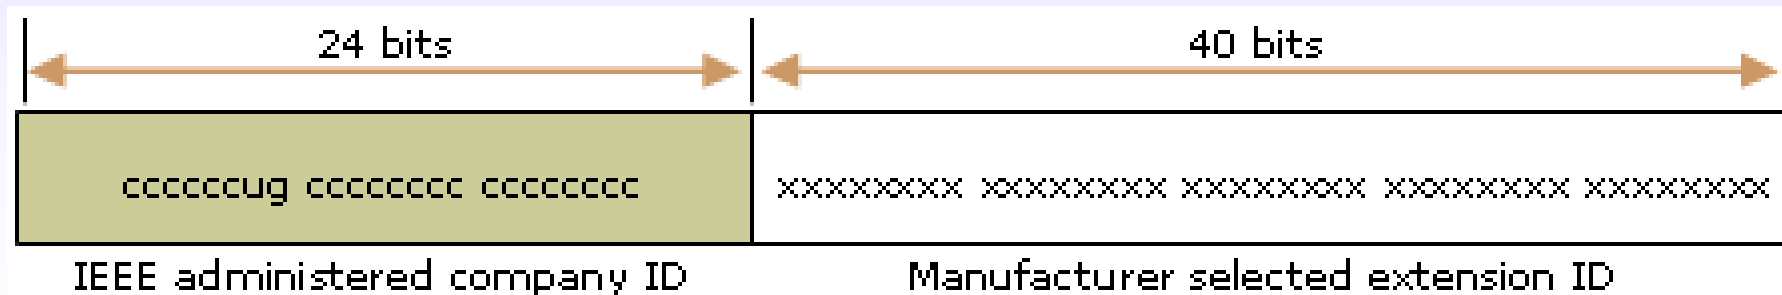 24 bits 40 bits
ccccccug cccccccc cccccccc xxxxxxxx xxxxxxxx xxxxxxxx xxxxxxxx xxxxxxxx
IEEE administered company ID Manufacturer selected extension ID